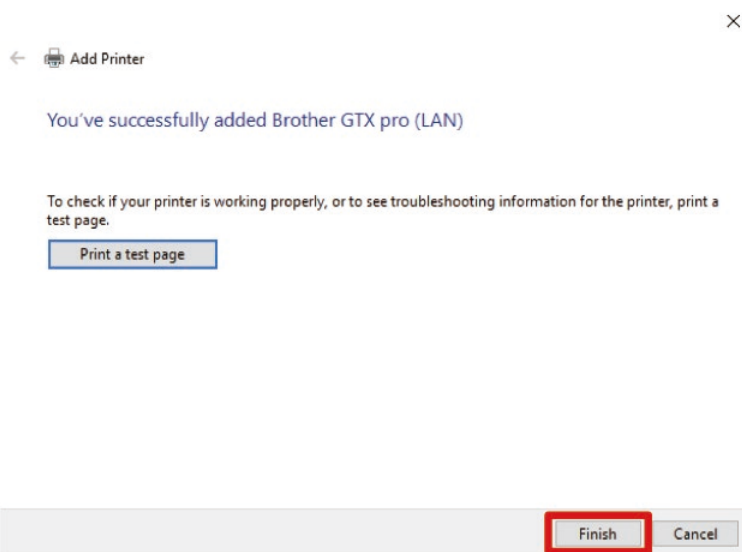 Add Printer
You've successfully added Brother GTX pro (LAN)
To check if your printer is working properly, or to see troubleshooting information for the printer, print a
test page.
Print a test page
Finish Cancel